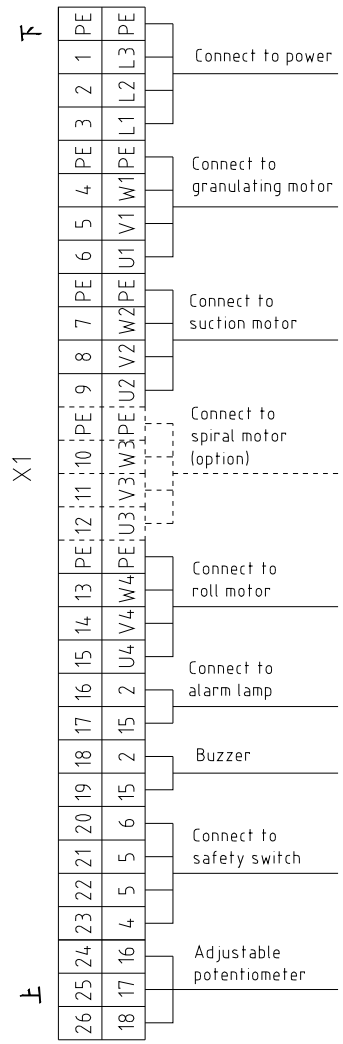 下
X1
上
PE PE
1 L3
2 L2
3 L1
PE PE
4 W1
5 V1
6 U1
PE PE
7 W2
8 V2
9 U2
PE PE
10 W3
11 V3
12 U3
PE PE
13 W4
14 V4
15 U4
16 2
17 15
18 2
19 15
20 6
21 5
22 5
23 4
24 16
25 17
26 18
Connect to power
Connect to
granulating motor
Connect to
suction motor
Connect to
spiral motor
(option)
Connect to
roll motor
Connect to
alarm lamp
Buzzer
Connect to
safety switch
Adjustable
potentiometer